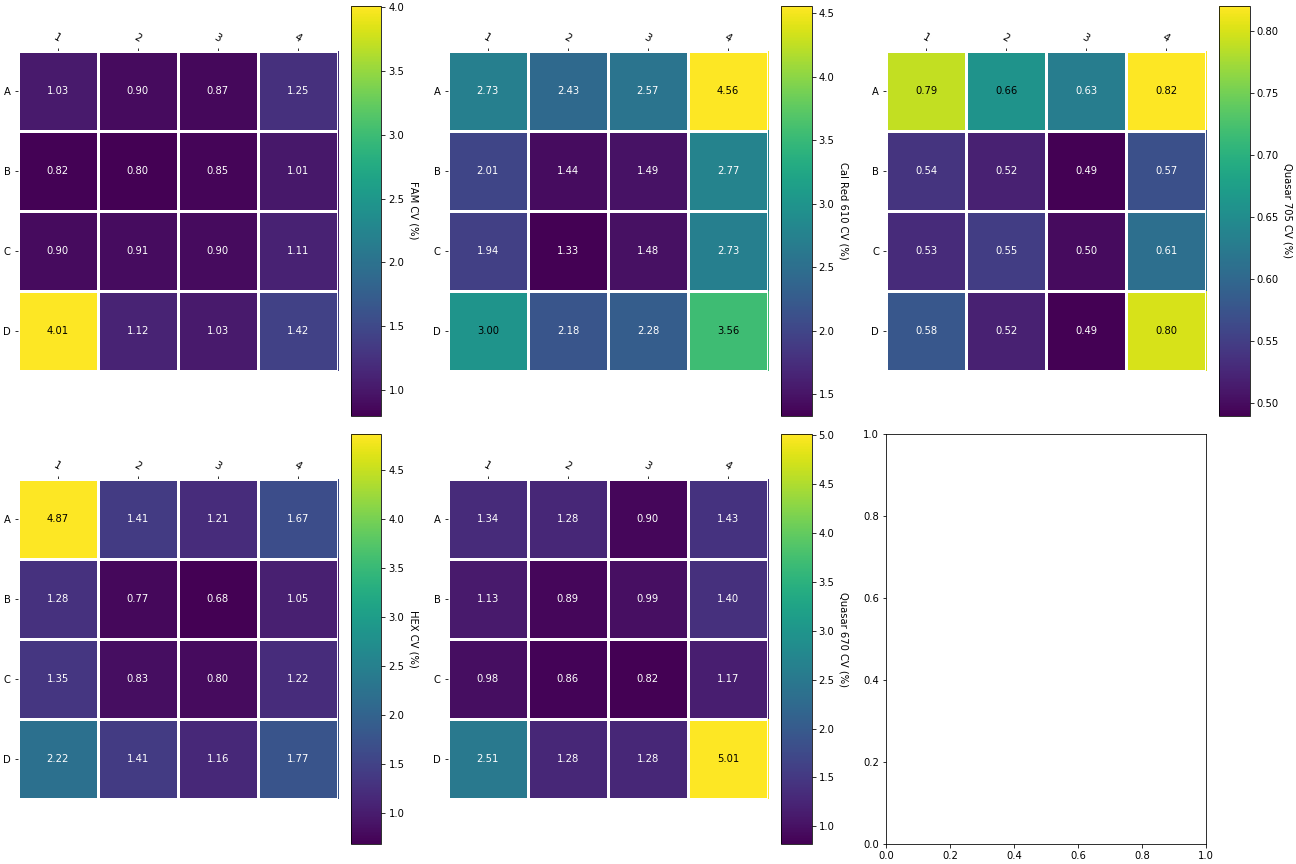 1 2 3 4
A 1.03 0.90 0.87 1.25
B 0.82 0.80 0.85 1.01
C 0.90 0.91 0.90 1.11
D 4.01 1.12 1.03 1.42
4.0
3.5
3.0
2.5
2.0
1.5
1.0
FAM CV (%)
1 2 3 4
A 2.73 2.43 2.57 4.56
B 2.01 1.44 1.49 2.77
C 1.94 1.33 1.48 2.73
D 3.00 2.18 2.28 3.56
4.5
4.0
3.5
3.0
2.5
2.0
1.5
Cal Red 610 CV (%)
1 2 3 4
A 0.79 0.66 0.63 0.82
B 0.54 0.52 0.49 0.57
C 0.53 0.55 0.50 0.61
D 0.58 0.52 0.49 0.80
0.80
0.75
0.70
0.65
0.60
0.55
0.50
Quasar 705 CV (%)
1 2 3 4
A 4.87 1.41 1.21 1.67
B 1.28 0.77 0.68 1.05
C 1.35 0.83 0.80 1.22
D 2.22 1.41 1.16 1.77
4.5
4.0
3.5
3.0
2.5
2.0
1.5
1.0
HEX CV (%)
1 2 3 4
A 1.34 1.28 0.90 1.43
B 1.13 0.89 0.99 1.40
C 0.98 0.86 0.82 1.17
D 2.51 1.28 1.28 5.01
5.0
4.5
4.0
3.5
3.0
2.5
2.0
1.5
1.0
Quasar 670 CV (%)
1.0
0.8
0.6
0.4
0.2
0.0
0.0 0.2 0.4 0.6 0.8 1.0